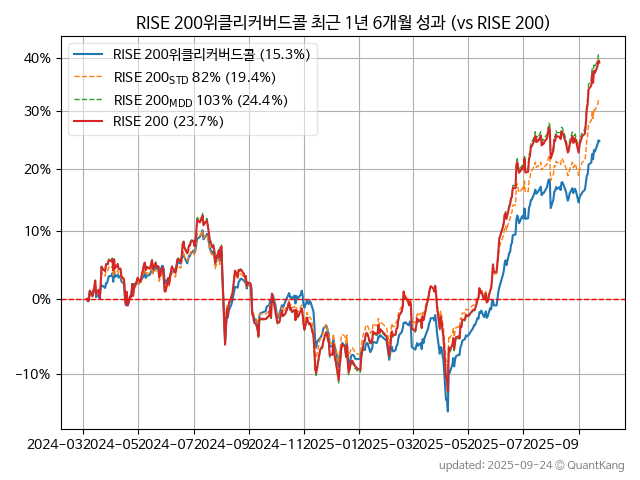 RISE 200위클리커버드콜 최근 1년 6개월 성과 (vs RISE 200)
RISE 200위클리커버드콜 (15.3%)
RISE 200STD 82% (19.4%)
RISE 200MDD 103% (24.4%)
RISE 200 (23.7%)
40%
30%
20%
10%
0%
−10%
2024-03
2024-05
2024-07
2024-09
2024-11
2025-01
2025-03
2025-05
2025-07
2025-09
updated: 2025-09-24 © QuantKang